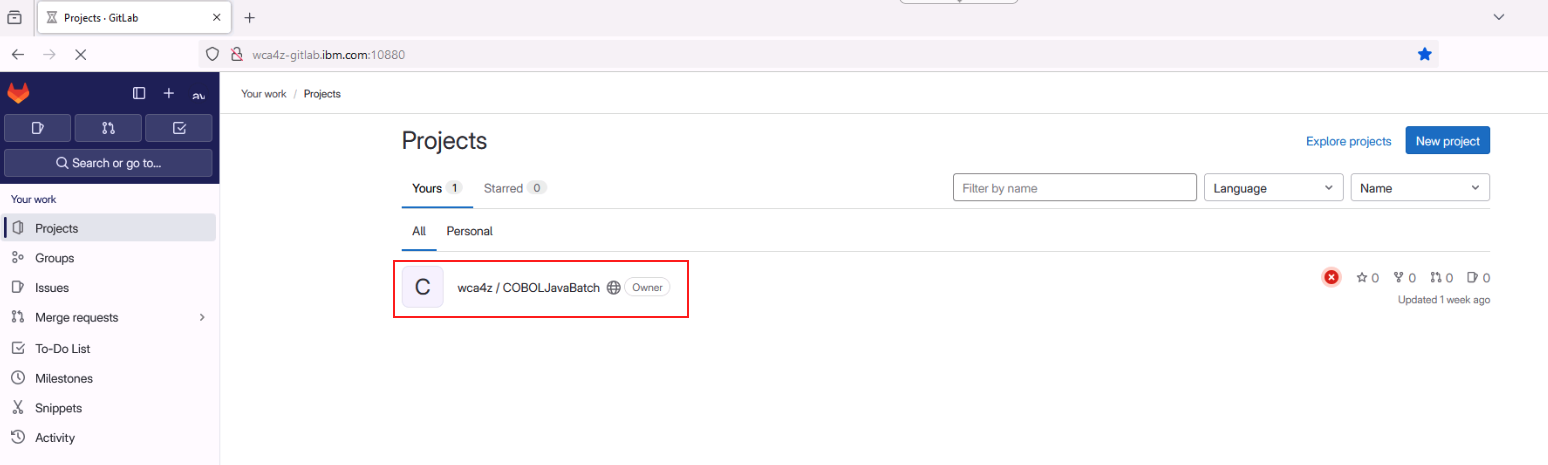 Projects · GitLab
wca4z-gitlab.ibm.com:10880
Your work / Projects
Projects
Explore projects
New project
Search or go to...
Yours 1
Starred 0
Filter by name
Language
Name
Your work
All
Personal
Projects
Groups
Issues
Merge requests
To-Do List
Milestones
Snippets
Activity
C
wca4z / COBOLJavaBatch
Owner
0 0 0 0
Updated 1 week ago